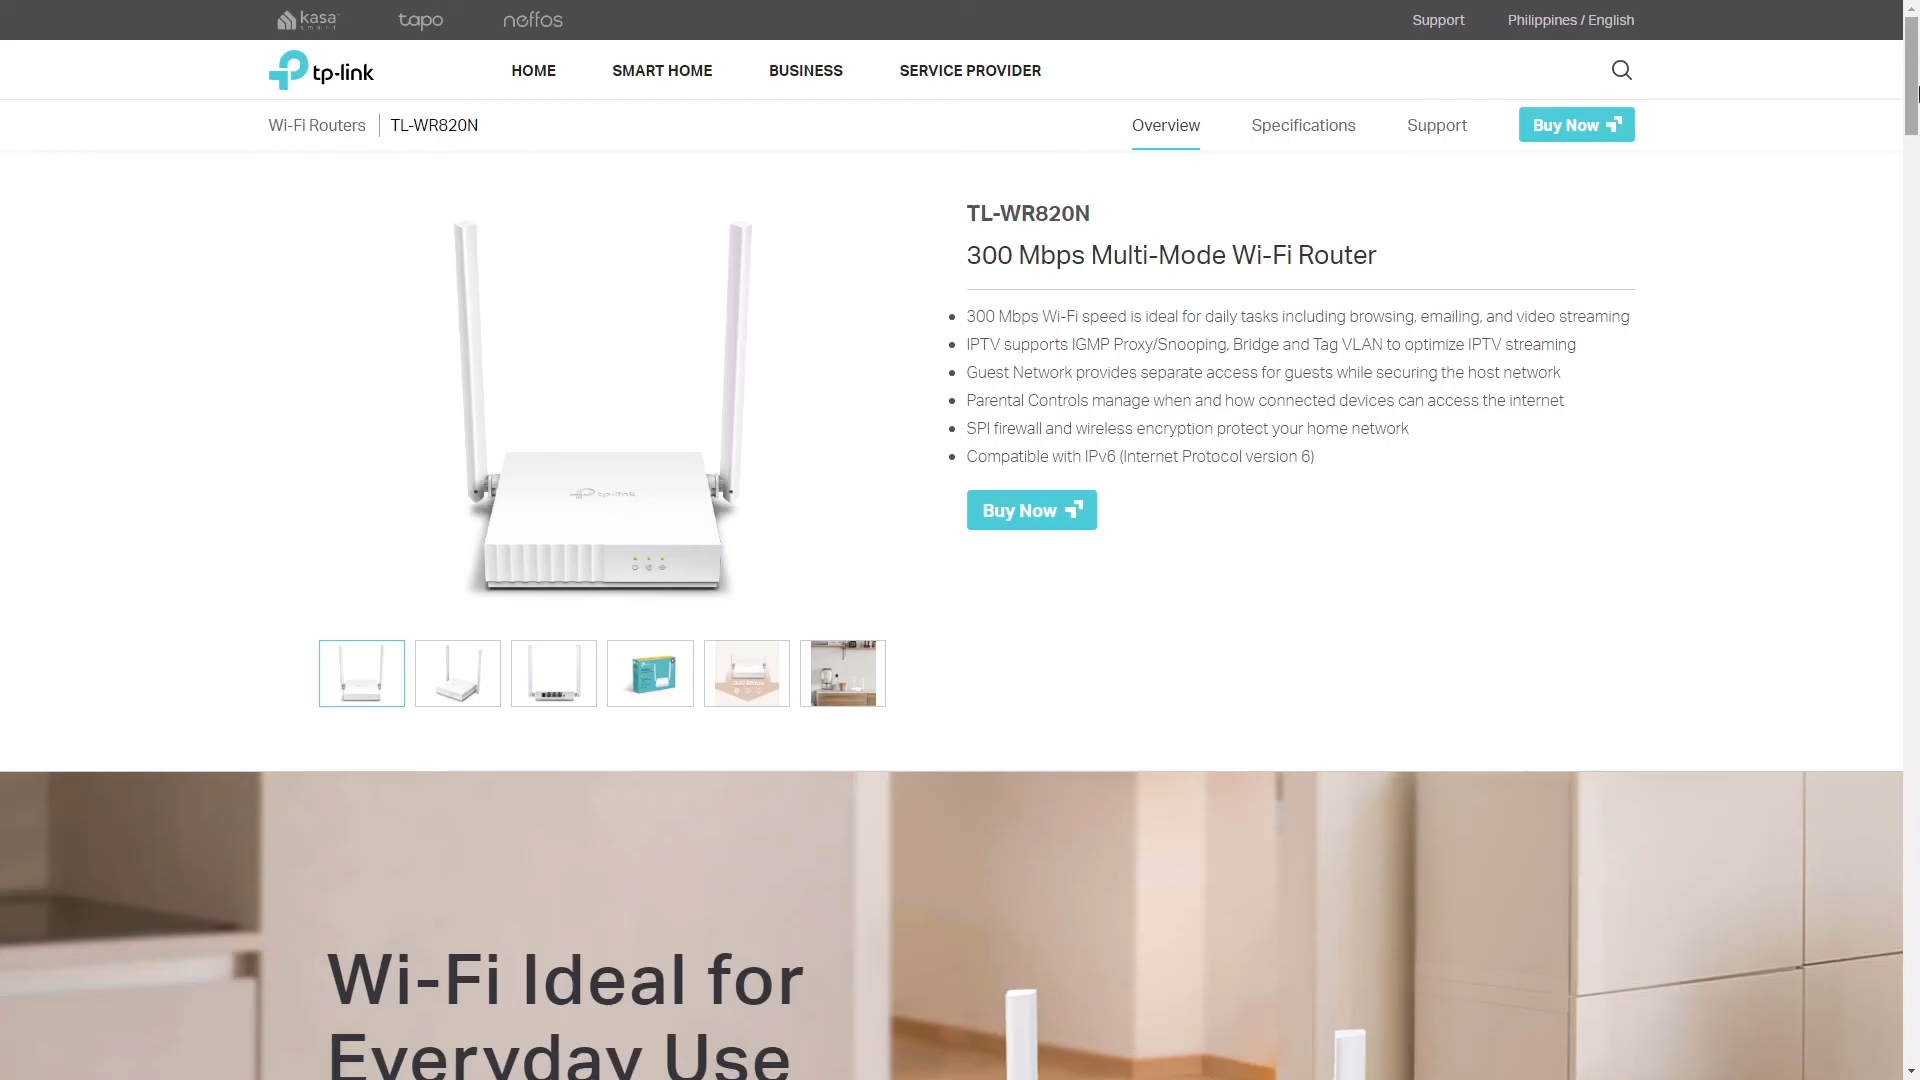 kasa
smart
tapo
neffos
Support
Philippines / English
tp-link
HOME
SMART HOME
BUSINESS
SERVICE PROVIDER
Wi-Fi Routers
TL-WR820N
Overview
Specifications
Support
Buy Now
TL-WR820N
300 Mbps Multi-Mode Wi-Fi Router
300 Mbps Wi-Fi speed is ideal for daily tasks including browsing, emailing, and video streaming
IPTV supports IGMP Proxy/Snooping, Bridge and Tag VLAN to optimize IPTV streaming
Guest Network provides separate access for guests while securing the host network
Parental Controls manage when and how connected devices can access the internet
SPI firewall and wireless encryption protect your home network
Compatible with IPv6 (Internet Protocol version 6)
Buy Now
tp-link
300 Mbps
Wi-Fi Ideal for
Everyday Use